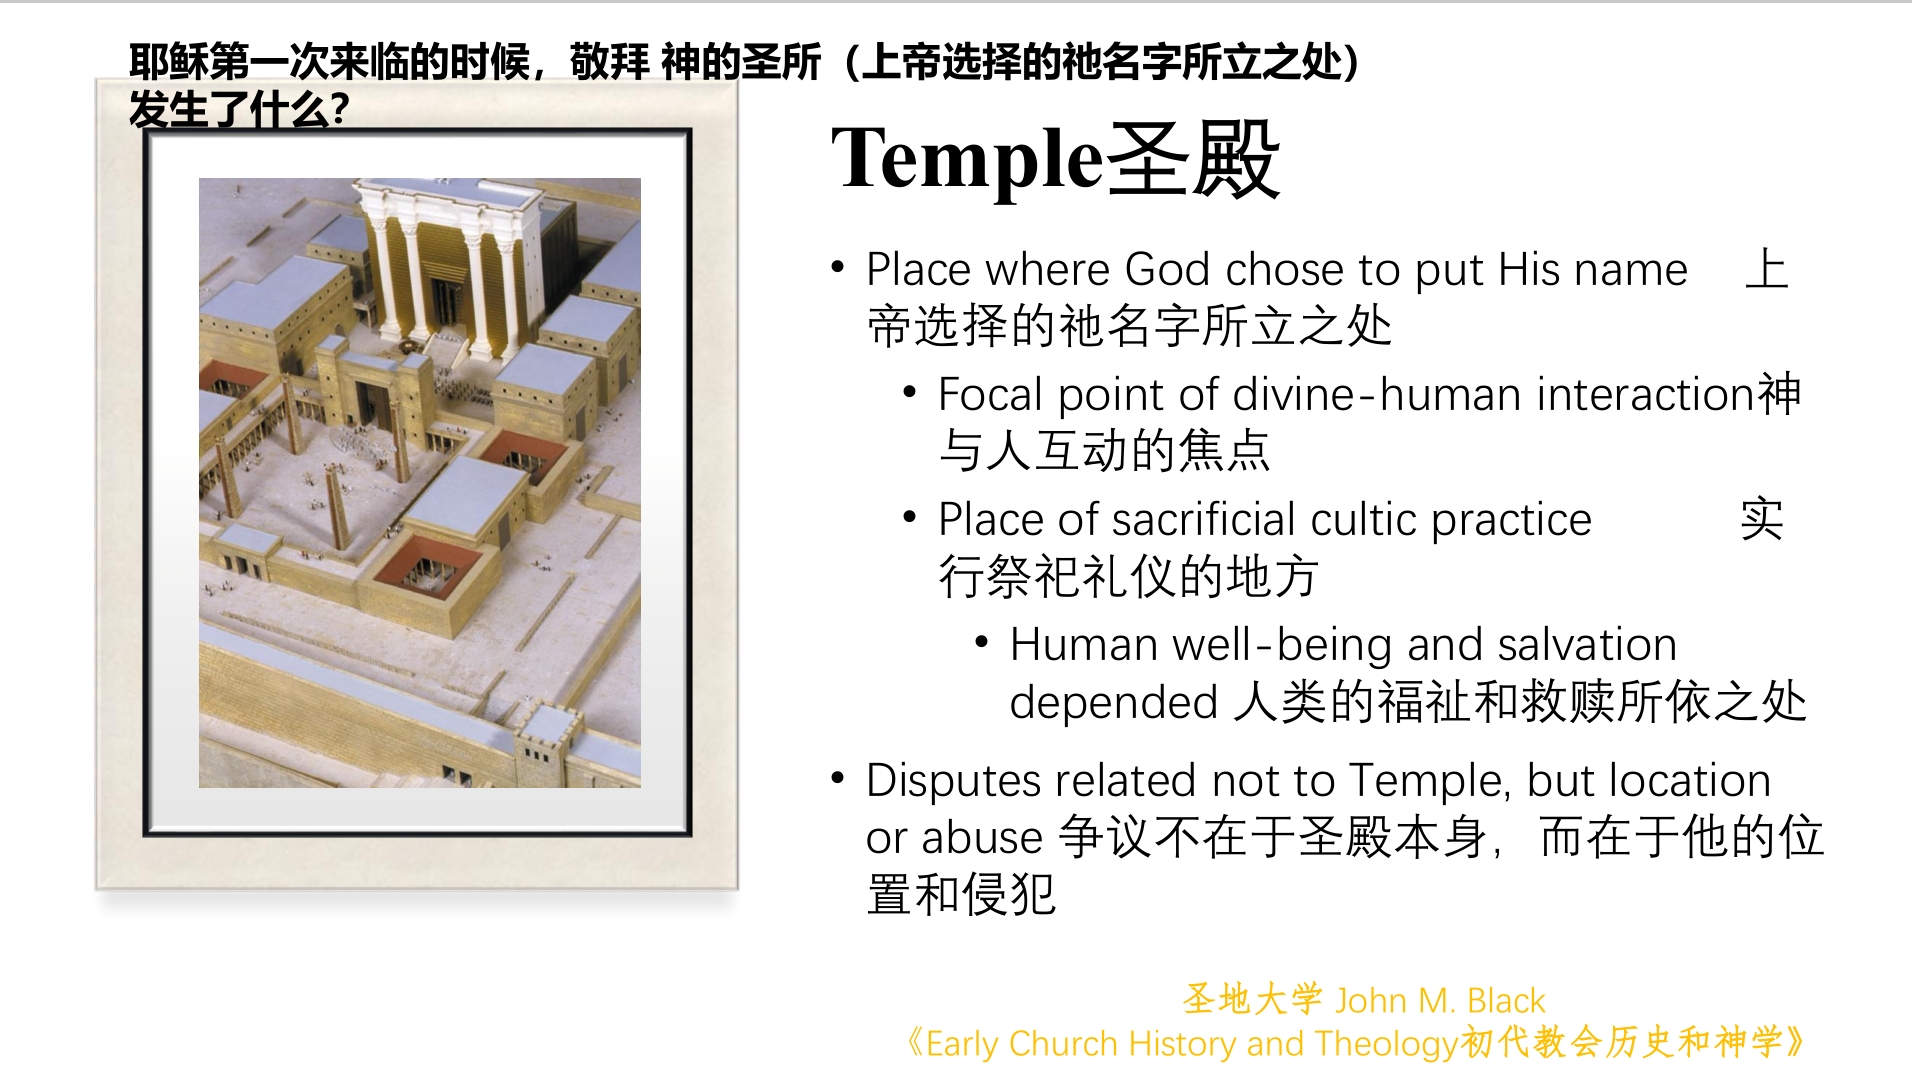 耶稣第一次来临的时候，敬拜 神的圣所（上帝选择的祂名字所立之处）
发生了什么？
Temple圣殿
• Place where God chose to put His name 上
帝选择的祂名字所立之处
• Focal point of divine-human interaction神
与人互动的焦点
• Place of sacrificial cultic practice 实
行祭祀礼仪的地方
• Human well-being and salvation
depended 人类的福祉和救赎所依之处
• Disputes related not to Temple, but location
or abuse 争议不在于圣殿本身，而在于他的位
置和侵犯
圣地大学 John M. Black
《Early Church History and Theology初代教会历史和神学》